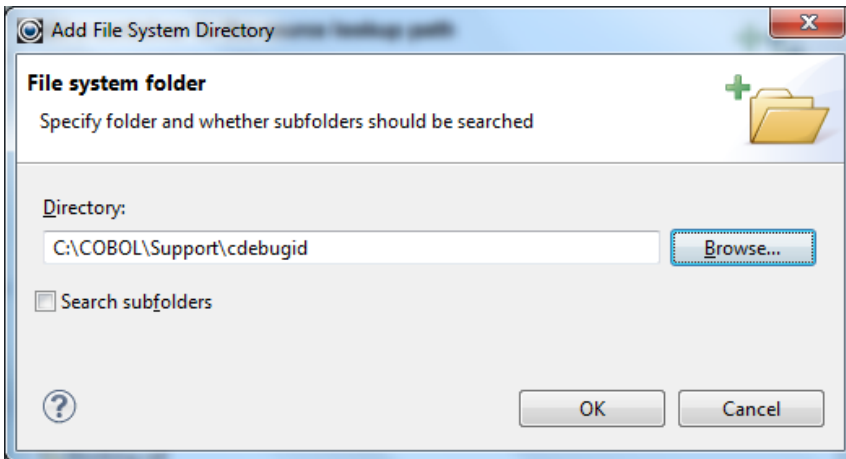 Add File System Directory
File system folder
Specify folder and whether subfolders should be searched
Directory:
C:\COBOL\Support\cdebugid
Browse...
Search subfolders
OK
Cancel